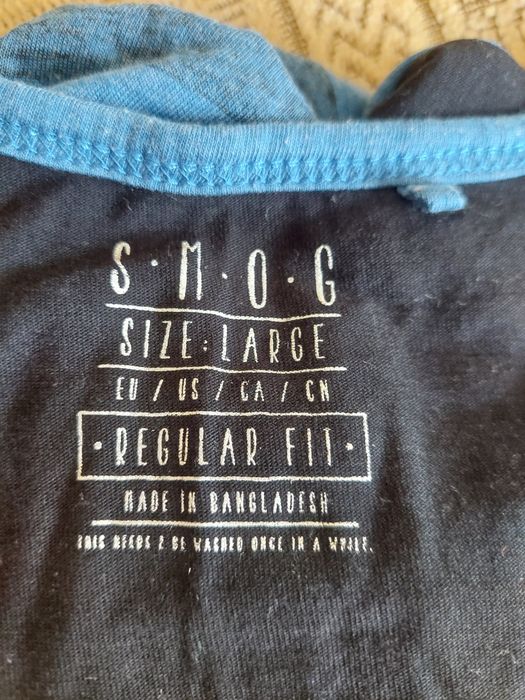 S·M·O·G
SIZE: LARGE
EU / US / CA / CN
·REGULAR FIT·
MADE IN BANGLADESH
THIS NEEDS 2 BE WASHED ONCE IN A WHILE.